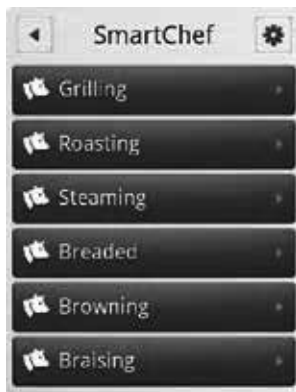 SmartChef
Grilling
Roasting
Steaming
Breaded
Browning
Braising